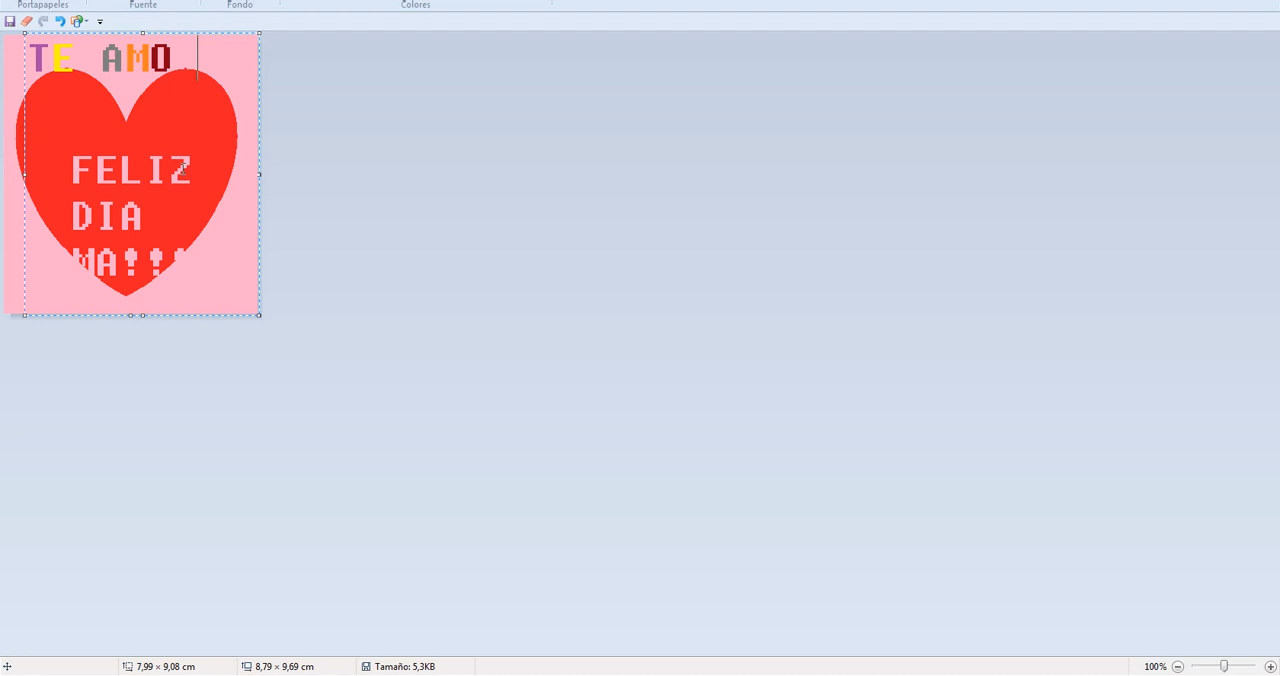 Portapapeles Fuente Fondo Colores
TE AMO
FELIZ
DIA
MA!!!
7,99 × 9,08 cm 8,79 × 9,69 cm Tamaño: 5,3KB 100%